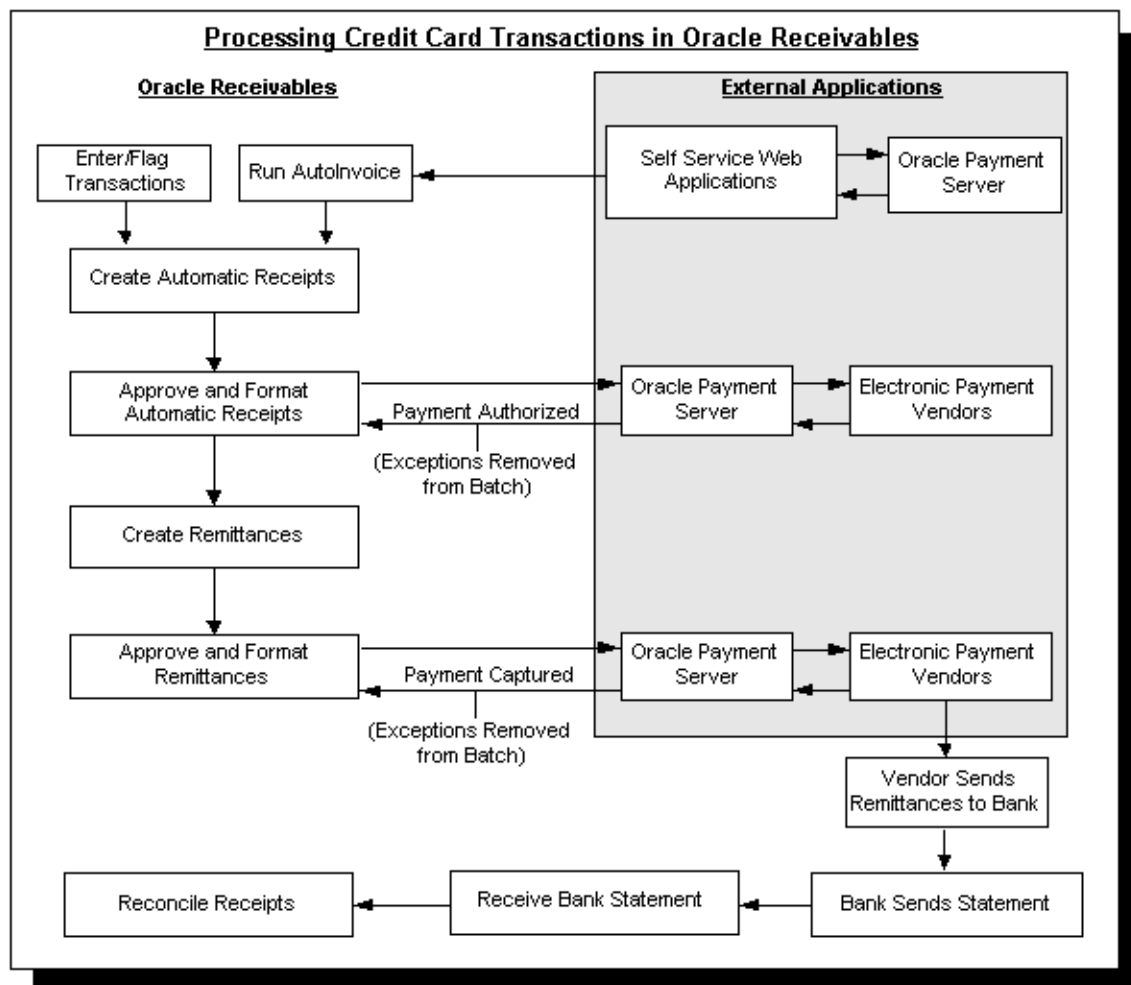 Processing Credit Card Transactions in Oracle Receivables
Oracle Receivables
External Applications
Enter/Flag
Transactions
Run AutoInvoice
Self Service Web
Applications
Oracle Payment
Server
Create Automatic Receipts
Approve and Format
Automatic Receipts
Payment Authorized
(Exceptions Removed
from Batch)
Oracle Payment
Server
Electronic Payment
Vendors
Create Remittances
Approve and Format
Remittances
Payment Captured
(Exceptions Removed
from Batch)
Oracle Payment
Server
Electronic Payment
Vendors
Vendor Sends
Remittances to Bank
Reconcile Receipts
Receive Bank Statement
Bank Sends Statement